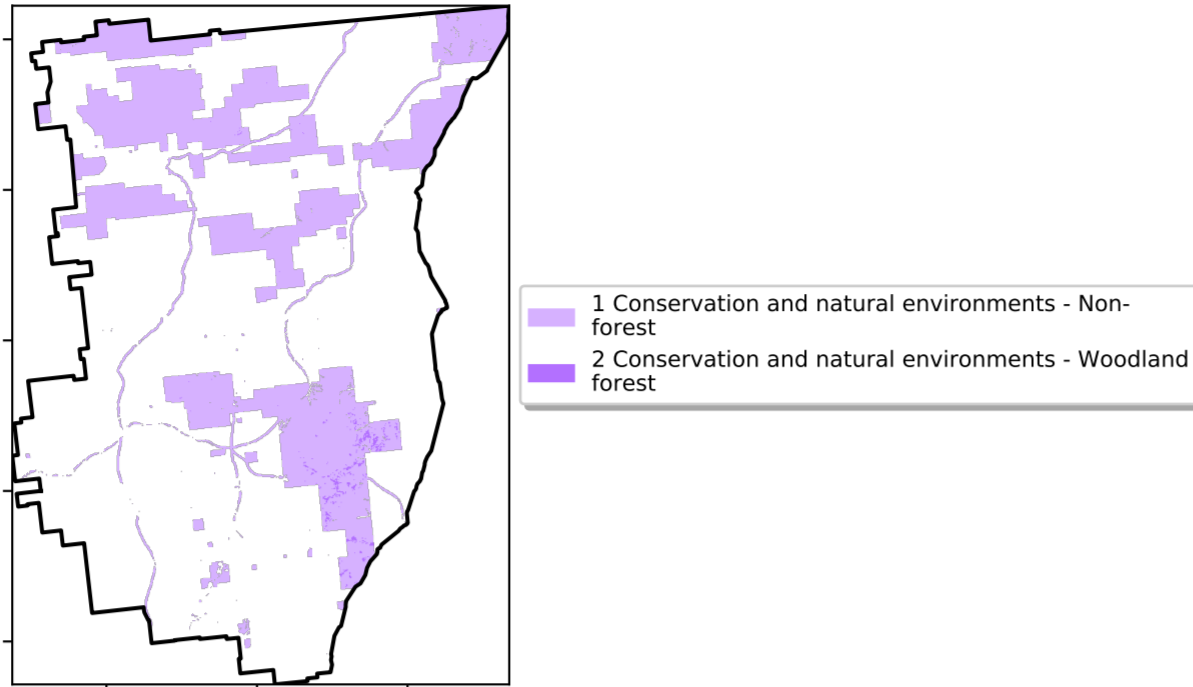 1 Conservation and natural environments - Non-
forest
2 Conservation and natural environments - Woodland
forest